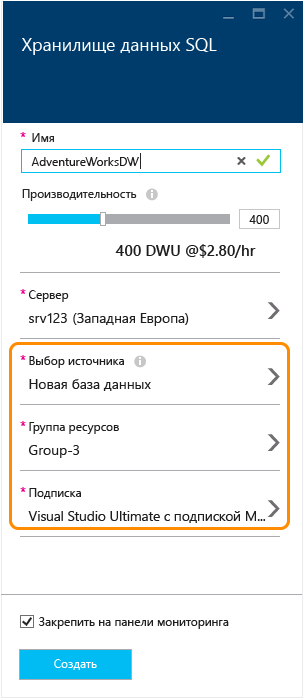 Хранилище данных SQL
* Имя
AdventureWorksDW
Производительность
400
400 DWU @$2.80/hr
* Сервер
srv123 (Западная Европа)
* Выбор источника
Новая база данных
* Группа ресурсов
Group-3
* Подписка
Visual Studio Ultimate с подпиской M...
Закрепить на панели мониторинга
Создать